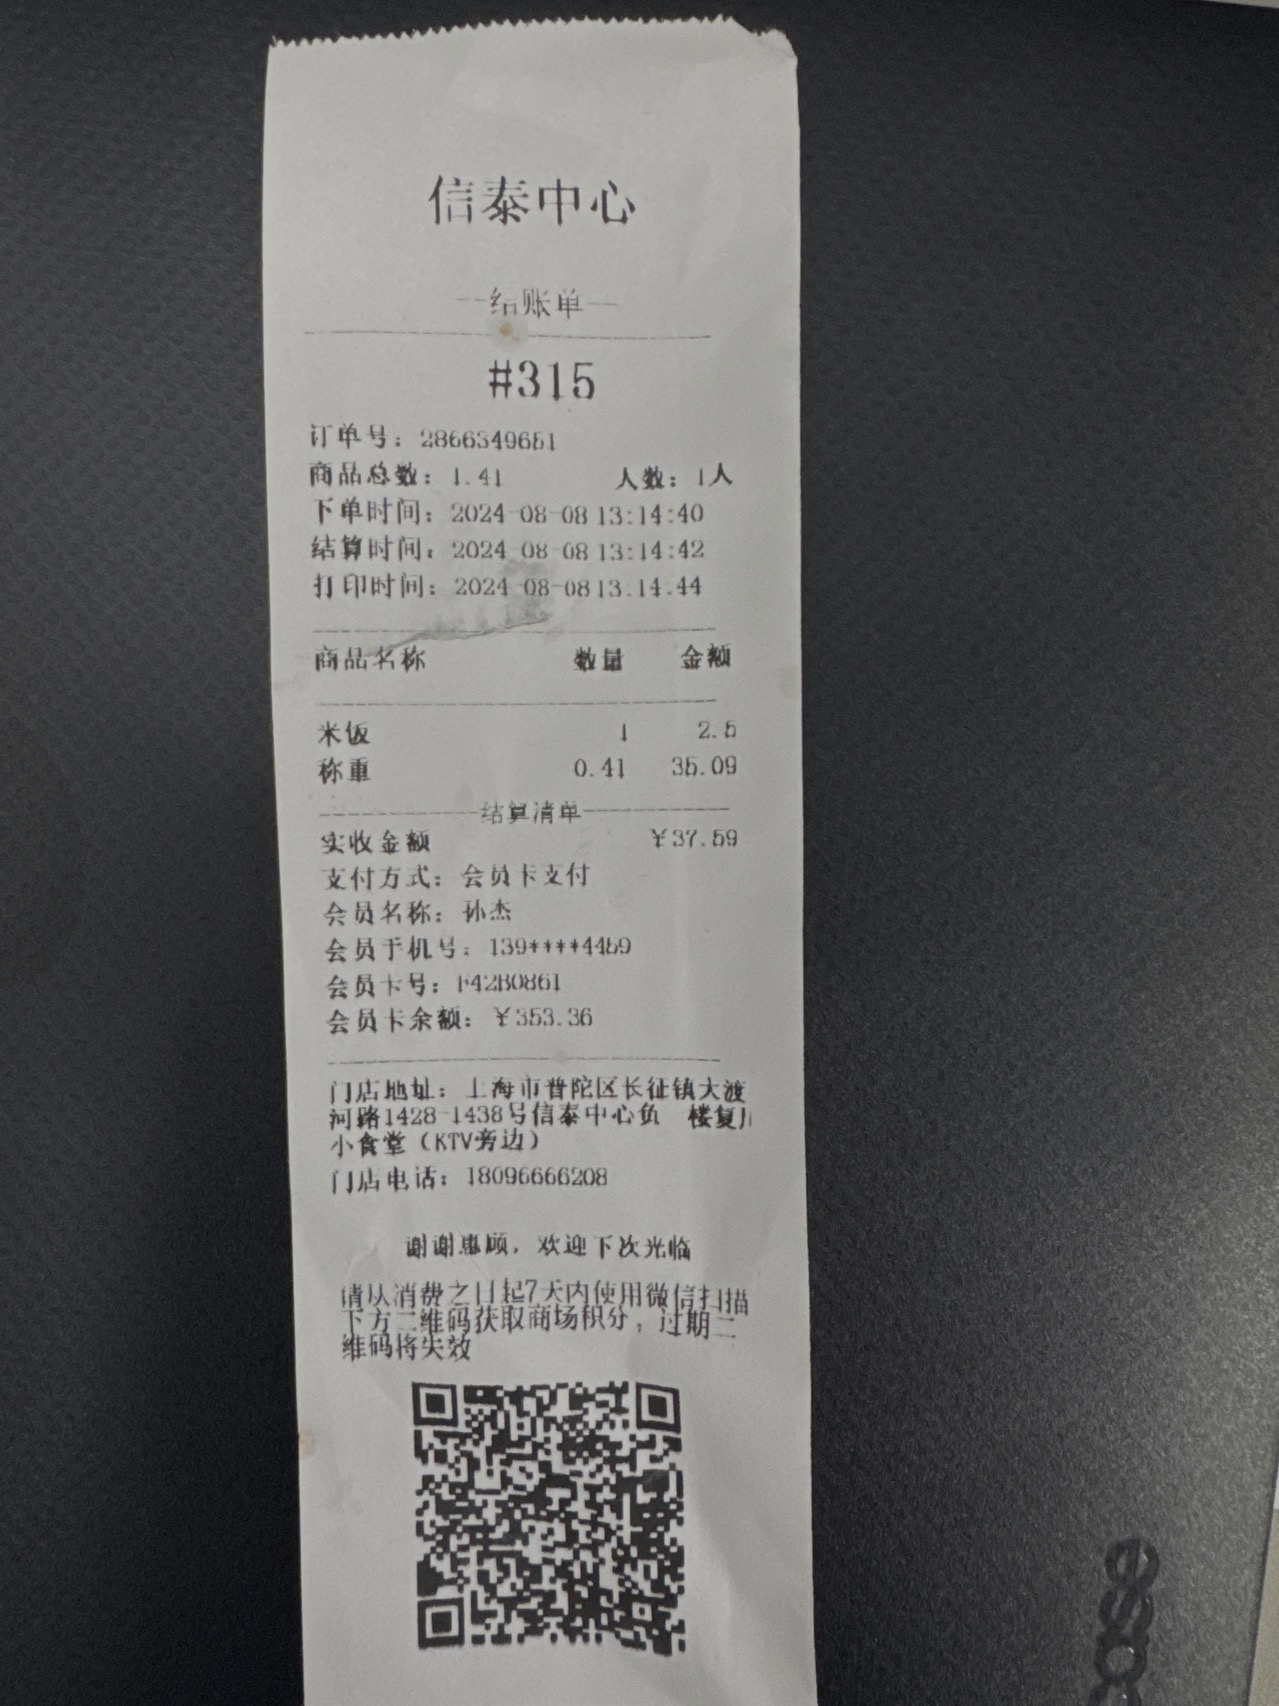 信泰中心
--结账单--
#315
订单号：2866349651
商品总数：1.41 人数：1人
下单时间：2024-08-08 13:14:40
结算时间：2024-08-08 13:14:42
打印时间：2024-08-08 13:14:44
商品名称 数量 金额
米饭 1 2.5
称重 0.41 35.09
结算清单
实收金额 ￥37.59
支付方式：会员卡支付
会员名称：孙杰
会员手机号：139****4459
会员卡号：F42B0861
会员卡余额：￥353.36
门店地址：上海市普陀区长征镇大渡
河路1428-1438号信泰中心负 楼复
小食堂（KTV旁边）
门店电话：18096666208
谢谢惠顾，欢迎下次光临
请从消费之日起7天内使用微信扫描
下方二维码获取商场积分，过期二
维码将失效